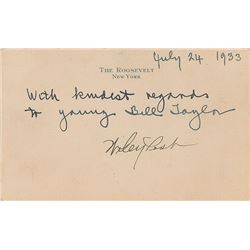 July 24, 1933
THE ROOSEVELT
NEW YORK
With kindest regards
to young Bill Taylor
Wiley Post